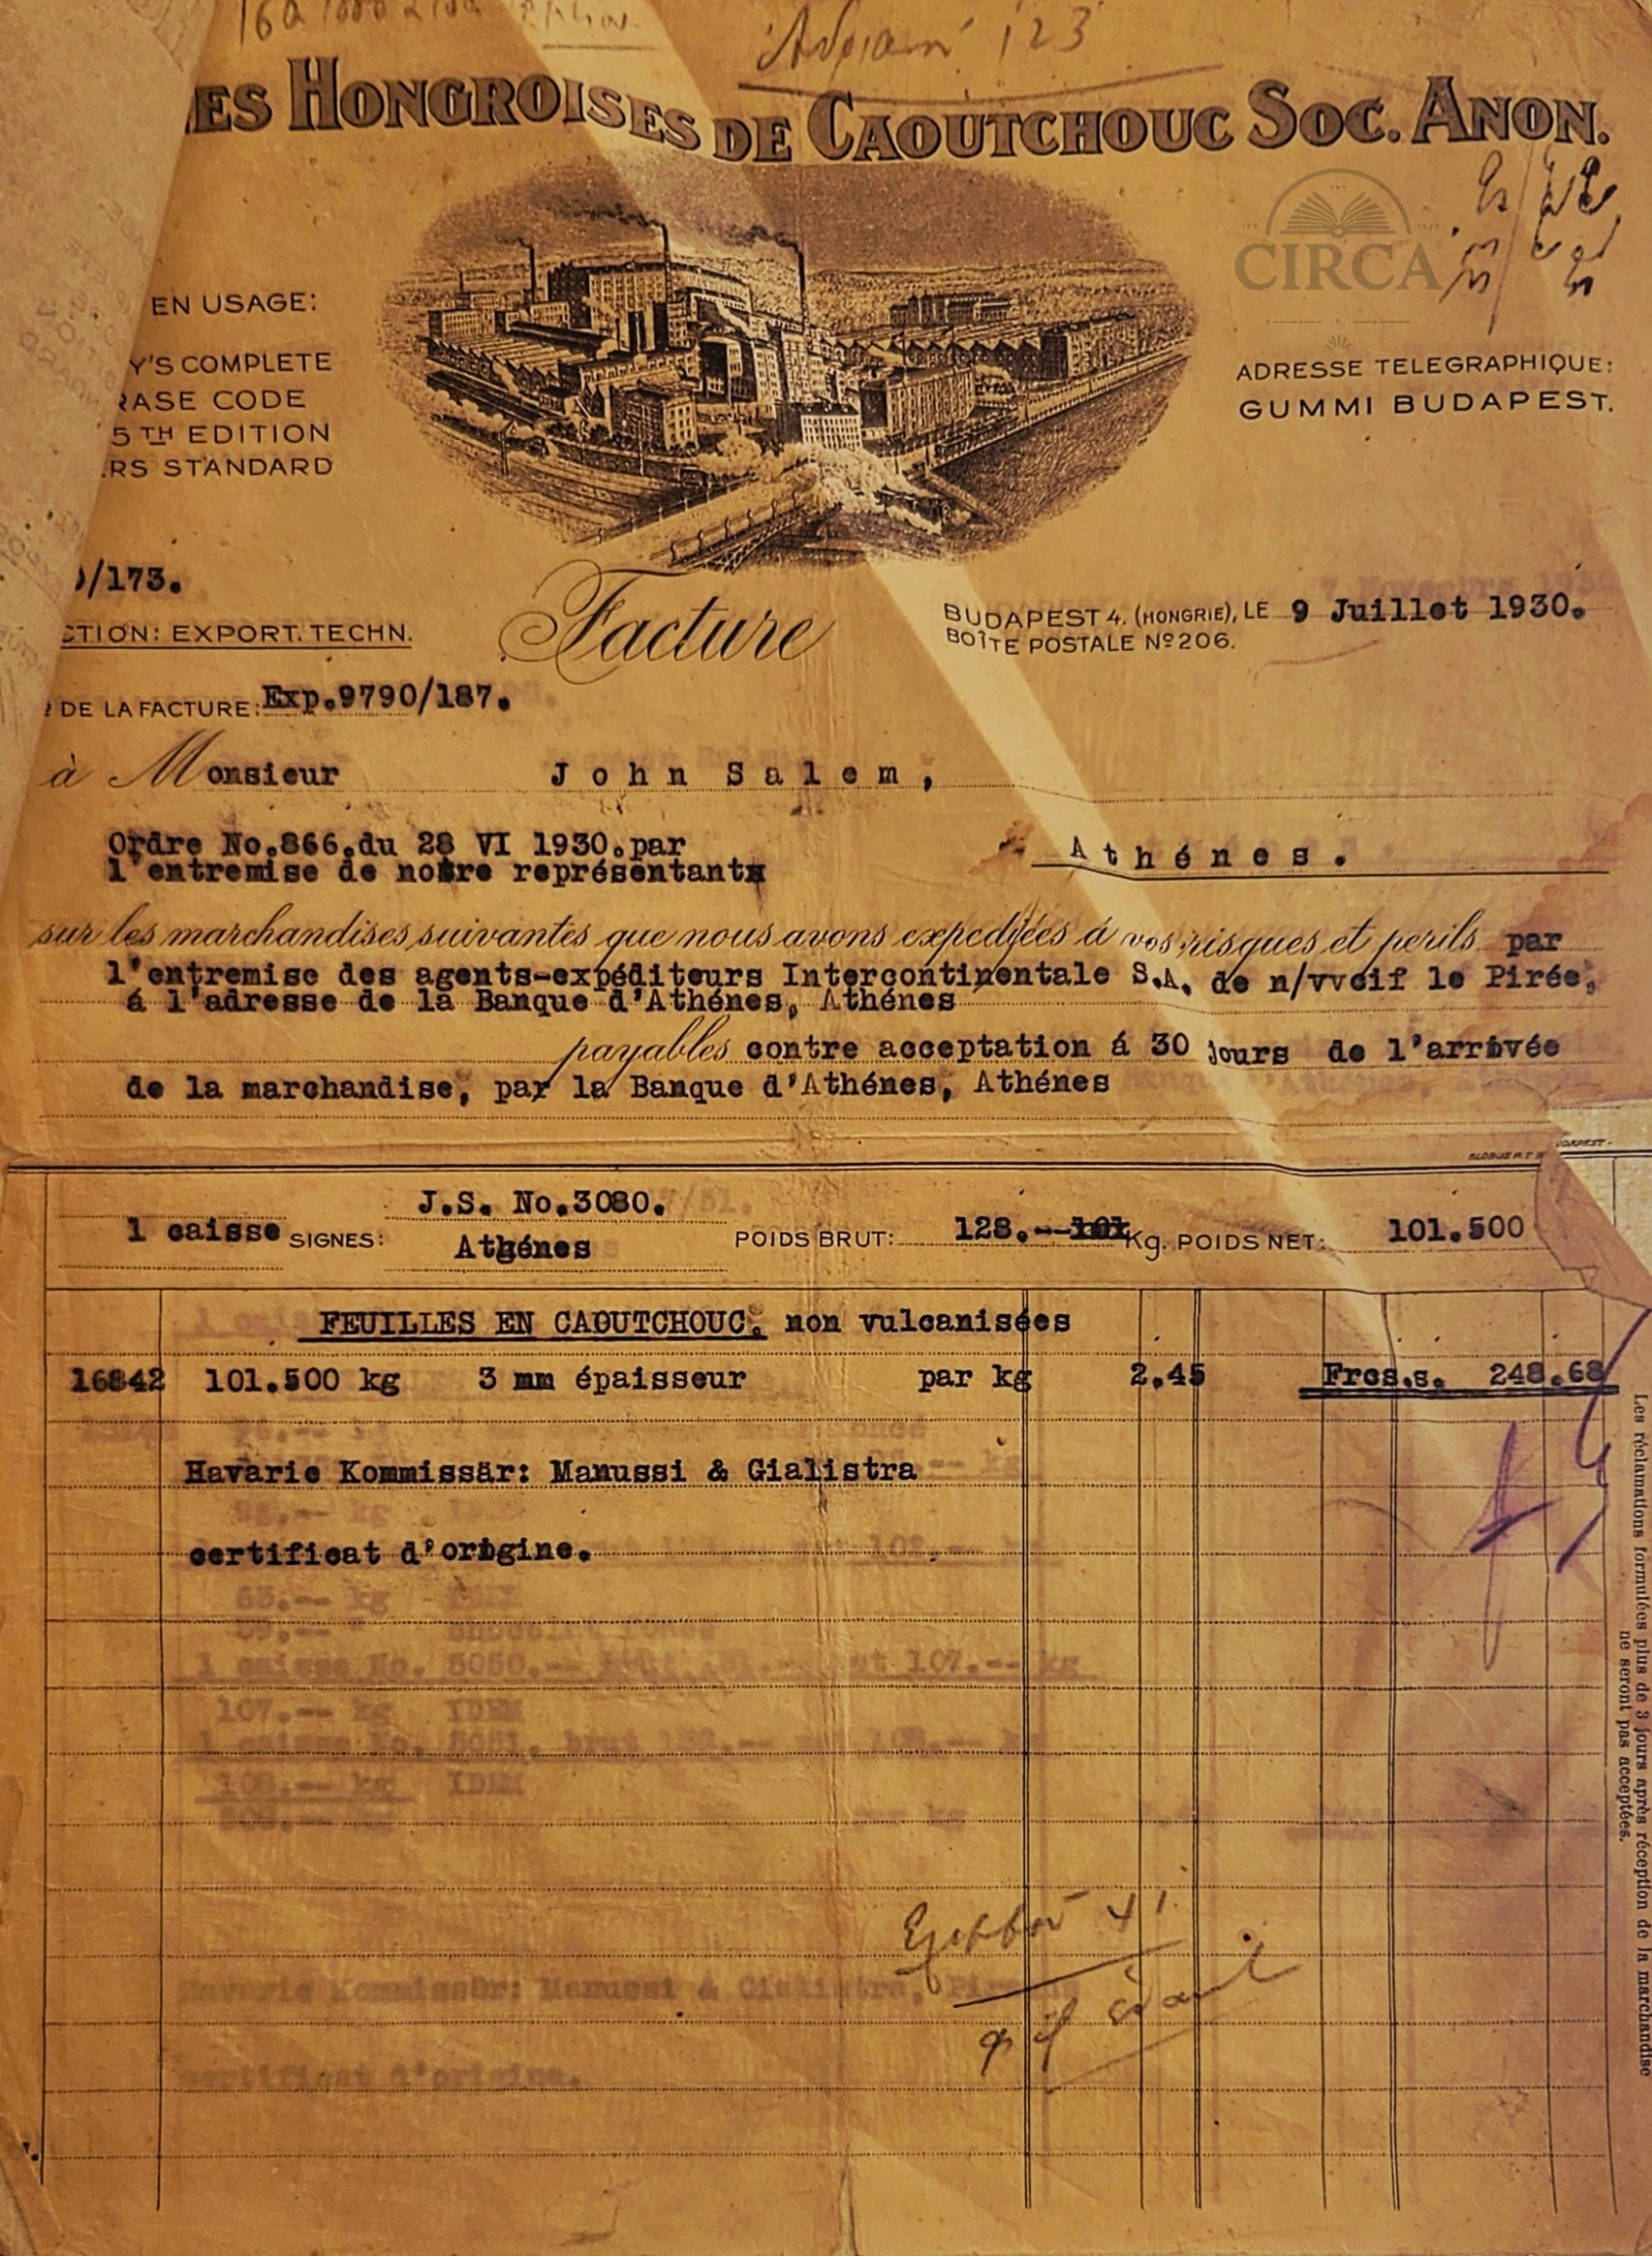 123
ES HONGROISES DE CAOUTCHOUC SOC. ANON.
CIRCA
EN USAGE:
Y'S COMPLETE
RASE CODE
5TH EDITION
RS STANDARD
ADRESSE TELEGRAPHIQUE:
GUMMI BUDAPEST.
/173.
CTION: EXPORT. TECHN.
Facture
BUDAPEST 4. (HONGRIE), LE 9 Juillet 1930.
BOÎTE POSTALE Nº 206.
DE LA FACTURE: Exp.9790/187.
à Monsieur John Salem,
Ordre No.866.du 28 VI 1930.par
l'entremise de notre représentant
Athénes.
sur les marchandises suivantes que nous avons expediées á vos risques et perils par
l'entremise des agents-expéditeurs Intercontinentale S.A. de n/vvcif le Pirée,
á l'adresse de la Banque d'Athénes, Athénes
payables contre acceptation á 30 jours de l'arrivée
de la marchandise, par la Banque d'Athénes, Athénes
GLOBUS R.T. BUDAPEST-
1 caisse SIGNES: J.S. No.3080. Athénes POIDS BRUT: 128.-- Kg. POIDS NET: 101.500
FEUILLES EN CAOUTCHOUC. non vulcanisées
16842 101.500 kg 3 mm épaisseur par kg 2.45 Frcs.s. 248.68
Havarie Kommissär: Manussi & Gialistra
certificat d'origine.
Les réclamations formulées plus de 3 jours après réception de la marchandise
ne seront pas acceptées.